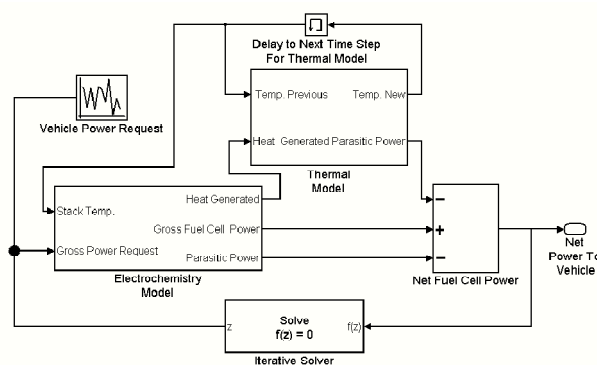 Delay to Next Time Step
For Thermal Model
Vehicle Power Request
Temp. Previous
Temp. New
Heat Generated
Parasitic Power
Thermal
Model
Stack Temp.
Gross Power Request
Heat Generated
Gross Fuel Cell Power
Parasitic Power
Electrochemistry
Model
−
+
−
Net Fuel Cell Power
Net
Power To
Vehicle
z
Solve
f(z) = 0
f(z)
Iterative Solver